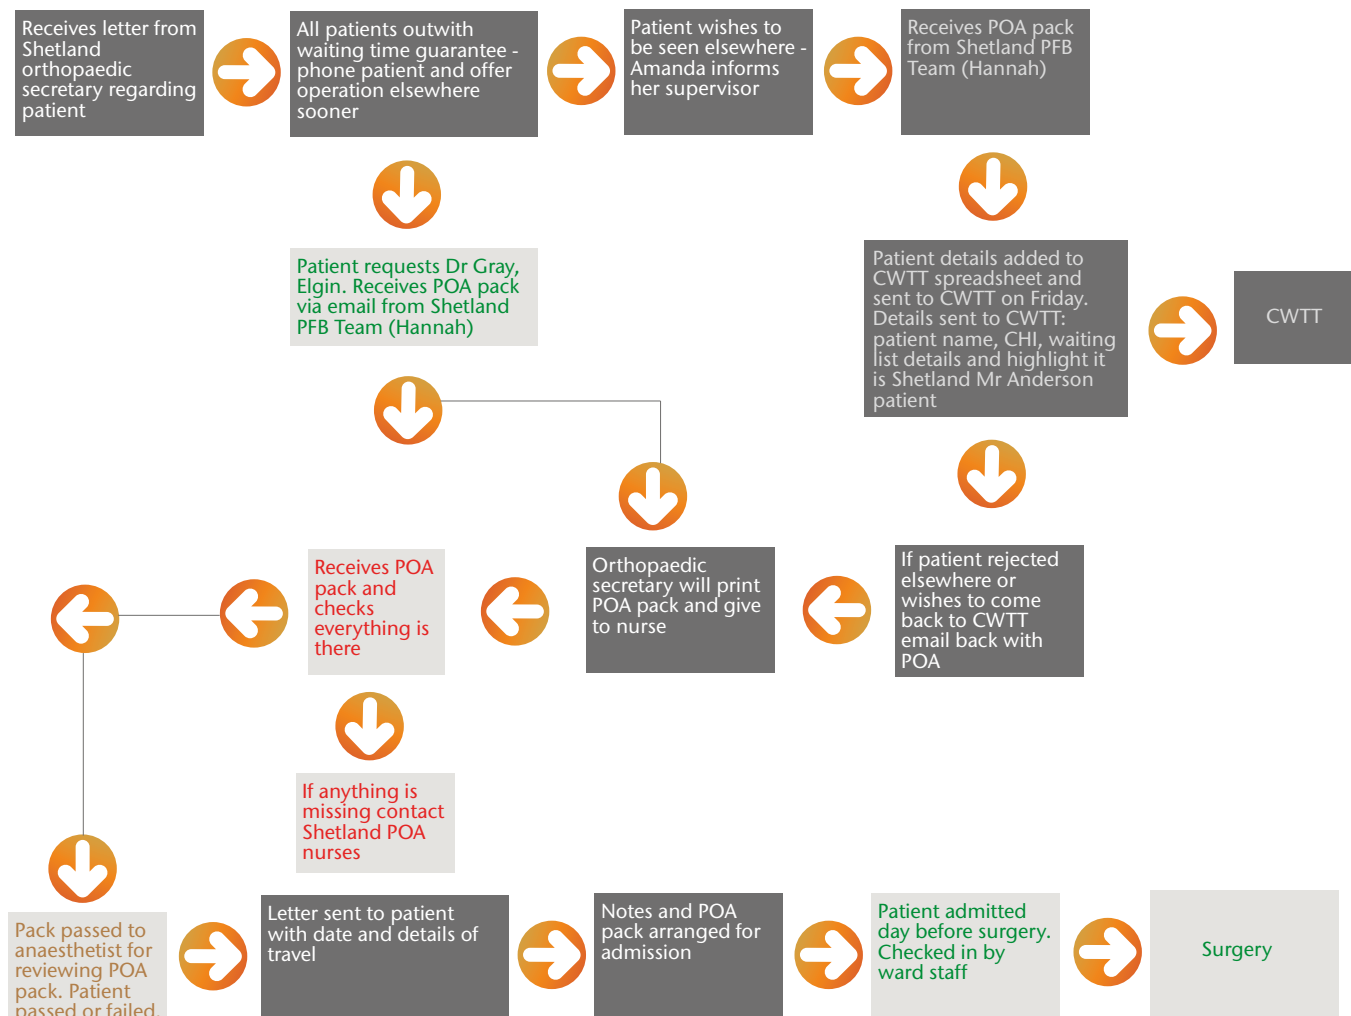 Receives letter from
Shetland
orthopaedic
secretary regarding
patient
All patients outwith
waiting time guarantee -
phone patient and offer
operation elsewhere
sooner
Patient wishes to
be seen elsewhere -
Amanda informs
her supervisor
Receives POA pack
from Shetland PFB
Team (Hannah)
Patient requests Dr Gray,
Elgin. Receives POA pack
via email from Shetland
PFB Team (Hannah)
Patient details added to
CWTT spreadsheet and
sent to CWTT on Friday.
Details sent to CWTT:
patient name, CHI, waiting
list details and highlight it
is Shetland Mr Anderson
patient
CWTT
Receives POA
pack and
checks
everything is
there
Orthopaedic
secretary will print
POA pack and give
to nurse
If patient rejected
elsewhere or
wishes to come
back to CWTT
email back with
POA
If anything is
missing contact
Shetland POA
nurses
Pack passed to
anaesthetist for
reviewing POA
pack. Patient
passed or failed.
Letter sent to patient
with date and details of
travel
Notes and POA
pack arranged for
admission
Patient admitted
day before surgery.
Checked in by
ward staff
Surgery